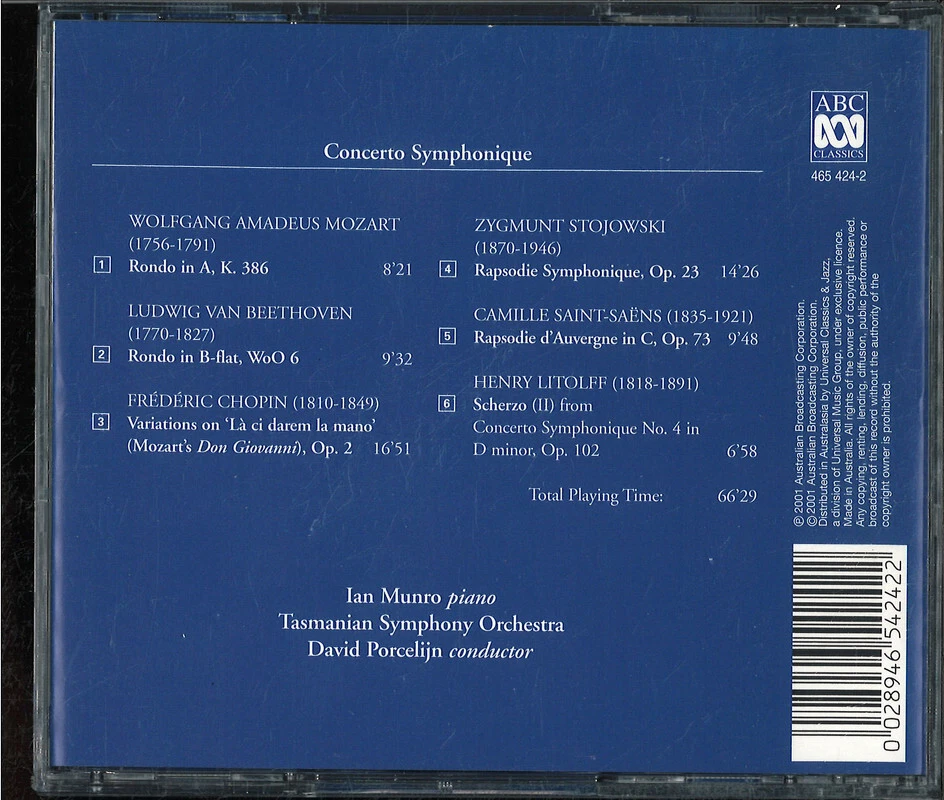 Concerto Symphonique
WOLFGANG AMADEUS MOZART
(1756-1791)
1 Rondo in A, K. 386 8'21
LUDWIG VAN BEETHOVEN
(1770-1827)
2 Rondo in B-flat, WoO 6 9'32
FRÉDÉRIC CHOPIN (1810-1849)
3 Variations on 'Là ci darem la mano'
(Mozart's Don Giovanni), Op. 2 16'51
ZYGMUNT STOJOWSKI
(1870-1946)
4 Rapsodie Symphonique, Op. 23 14'26
CAMILLE SAINT-SAËNS (1835-1921)
5 Rapsodie d'Auvergne in C, Op. 73 9'48
HENRY LITOLFF (1818-1891)
6 Scherzo (II) from
Concerto Symphonique No. 4 in
D minor, Op. 102 6'58
Total Playing Time: 66'29
Ian Munro piano
Tasmanian Symphony Orchestra
David Porcelijn conductor
ABC
CLASSICS
465 424-2
℗ 2001 Australian Broadcasting Corporation.
© 2001 Australian Broadcasting Corporation.
Distributed in Australasia by Universal Classics & Jazz,
a division of Universal Music Group, under exclusive licence.
Made in Australia. All rights of the owner of copyright reserved.
Any copying, renting, lending, diffusion, public performance or
broadcast of this record without the authority of the
copyright owner is prohibited.
0 028946 542422